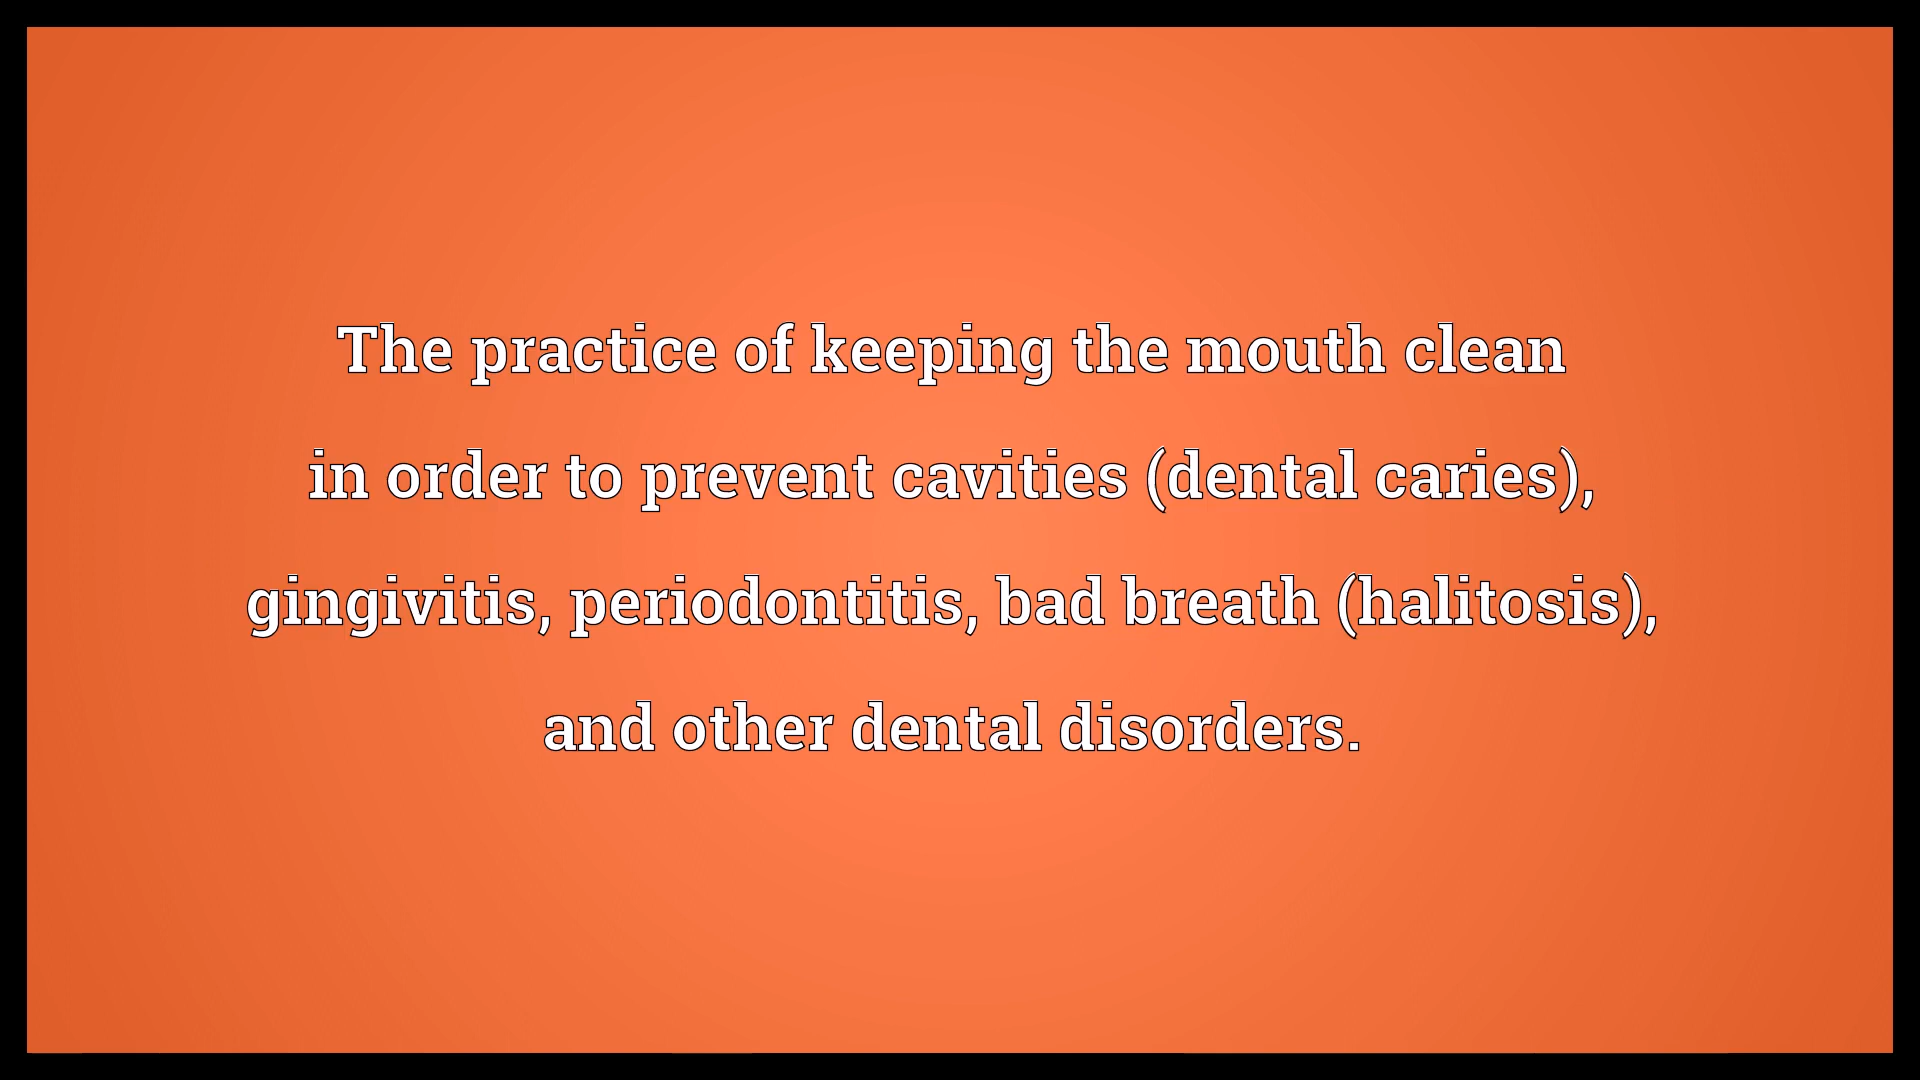 The practice of keeping the mouth clean
in order to prevent cavities (dental caries),
gingivitis, periodontitis, bad breath (halitosis),
and other dental disorders.